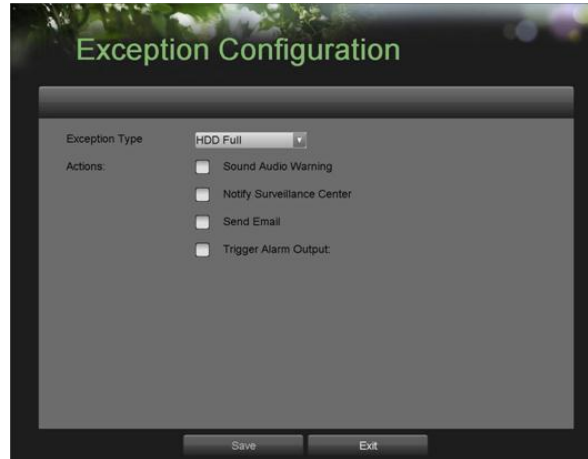 Exception Configuration
Exception Type HDD Full
Actions: Sound Audio Warning
Notify Surveillance Center
Send Email
Trigger Alarm Output:
Save Exit